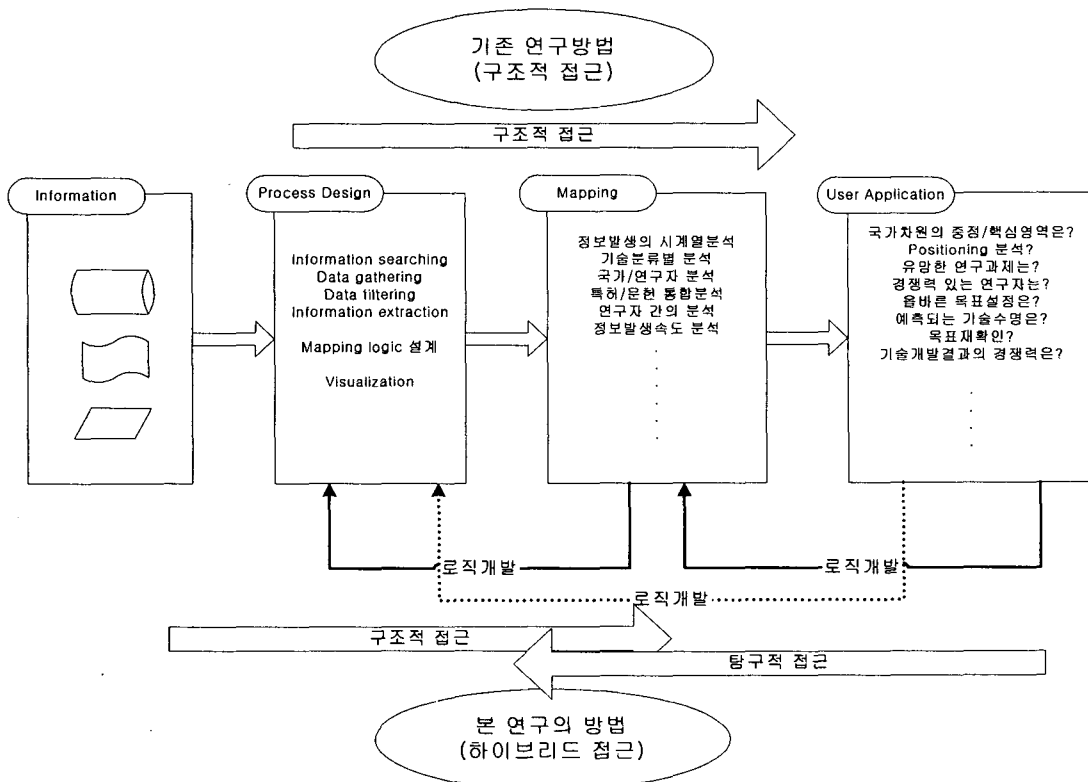 기존 연구방법
(구조적 접근)
구조적 접근
Information
Process Design
Mapping
User Application
Information searching
Data gathering
Data filtering
Information extraction
Mapping logic 설계
Visualization
정보발생의 시계열분석
기술분류별 분석
국가/연구자 분석
특허/문헌 통합분석
연구자 간의 분석
정보발생속도 분석
국가차원의 중점/핵심영역은?
Positioning 분석?
유망한 연구과제는?
경쟁력 있는 연구자는?
올바른 목표설정은?
예측되는 기술수명은?
목표재확인?
기술개발결과의 경쟁력은?
로직개발
로직개발
로직개발
구조적 접근
탐구적 접근
본 연구의 방법
(하이브리드 접근)